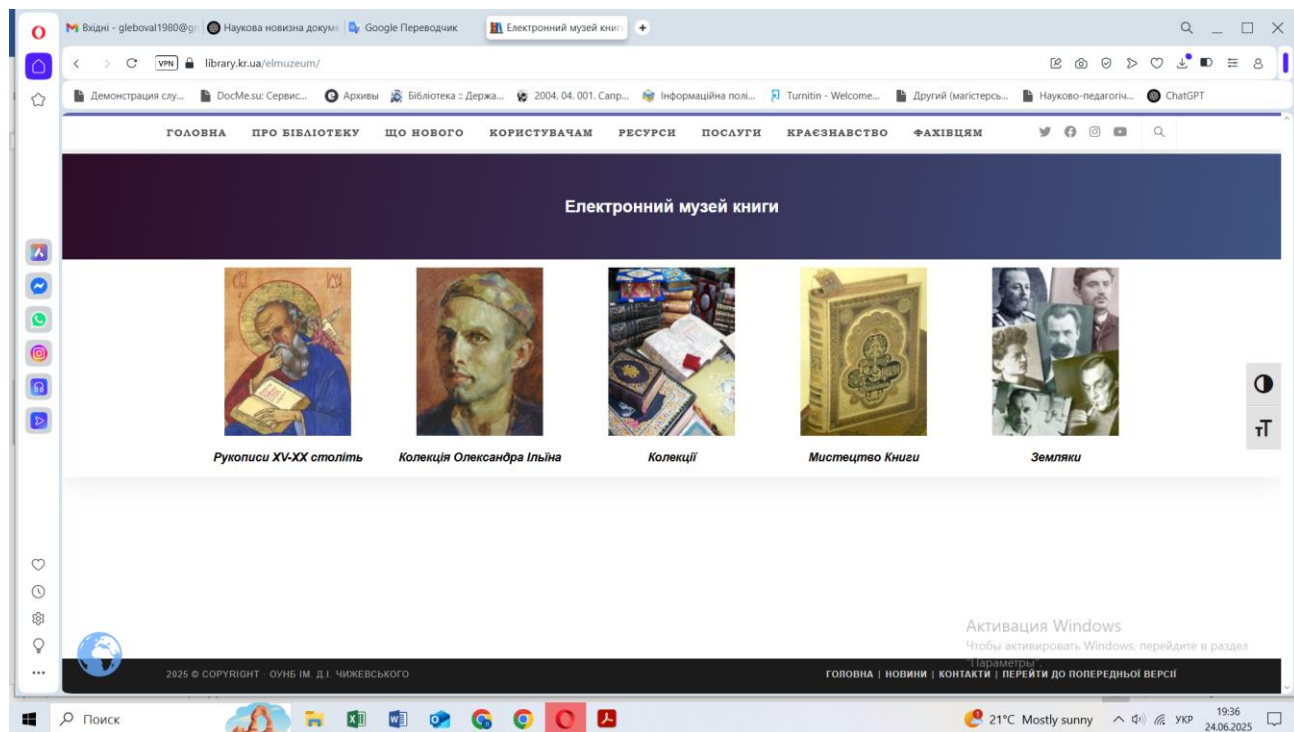 Вхідні - gleboval1980@g
Наукова новизна докум
Google Переводчик
Електронний музей книг
VPN library.kr.ua/elmuzeum/
Демонстрация слу...
DocMe.su: Сервис...
Архивы
Бібліотека :: Держа...
2004. 04. 001. Сапр...
Інформаційна полі...
Turnitin - Welcome...
Другий (магістерсь...
Науково-педагогіч...
ChatGPT
ГОЛОВНА ПРО БІБЛІОТЕКУ ЩО НОВОГО КОРИСТУВАЧАМ РЕСУРСИ ПОСЛУГИ КРАЄЗНАВСТВО ФАХІВЦЯМ
Електронний музей книги
Рукописи XV-XX століть
Колекція Олександра Ільїна
Колекції
Мистецтво Книги
Земляки
тТ
Активация Windows
Чтобы активировать Windows, перейдите в раздел
"Параметры".
2025 © COPYRIGHT - ОУНБ ІМ. Д.І. ЧИЖЕВСЬКОГО
ГОЛОВНА | НОВИНИ | КОНТАКТИ | ПЕРЕЙТИ ДО ПОПЕРЕДНЬОЇ ВЕРСІЇ
Поиск
21°C Mostly sunny
УКР
19:36
24.06.2025